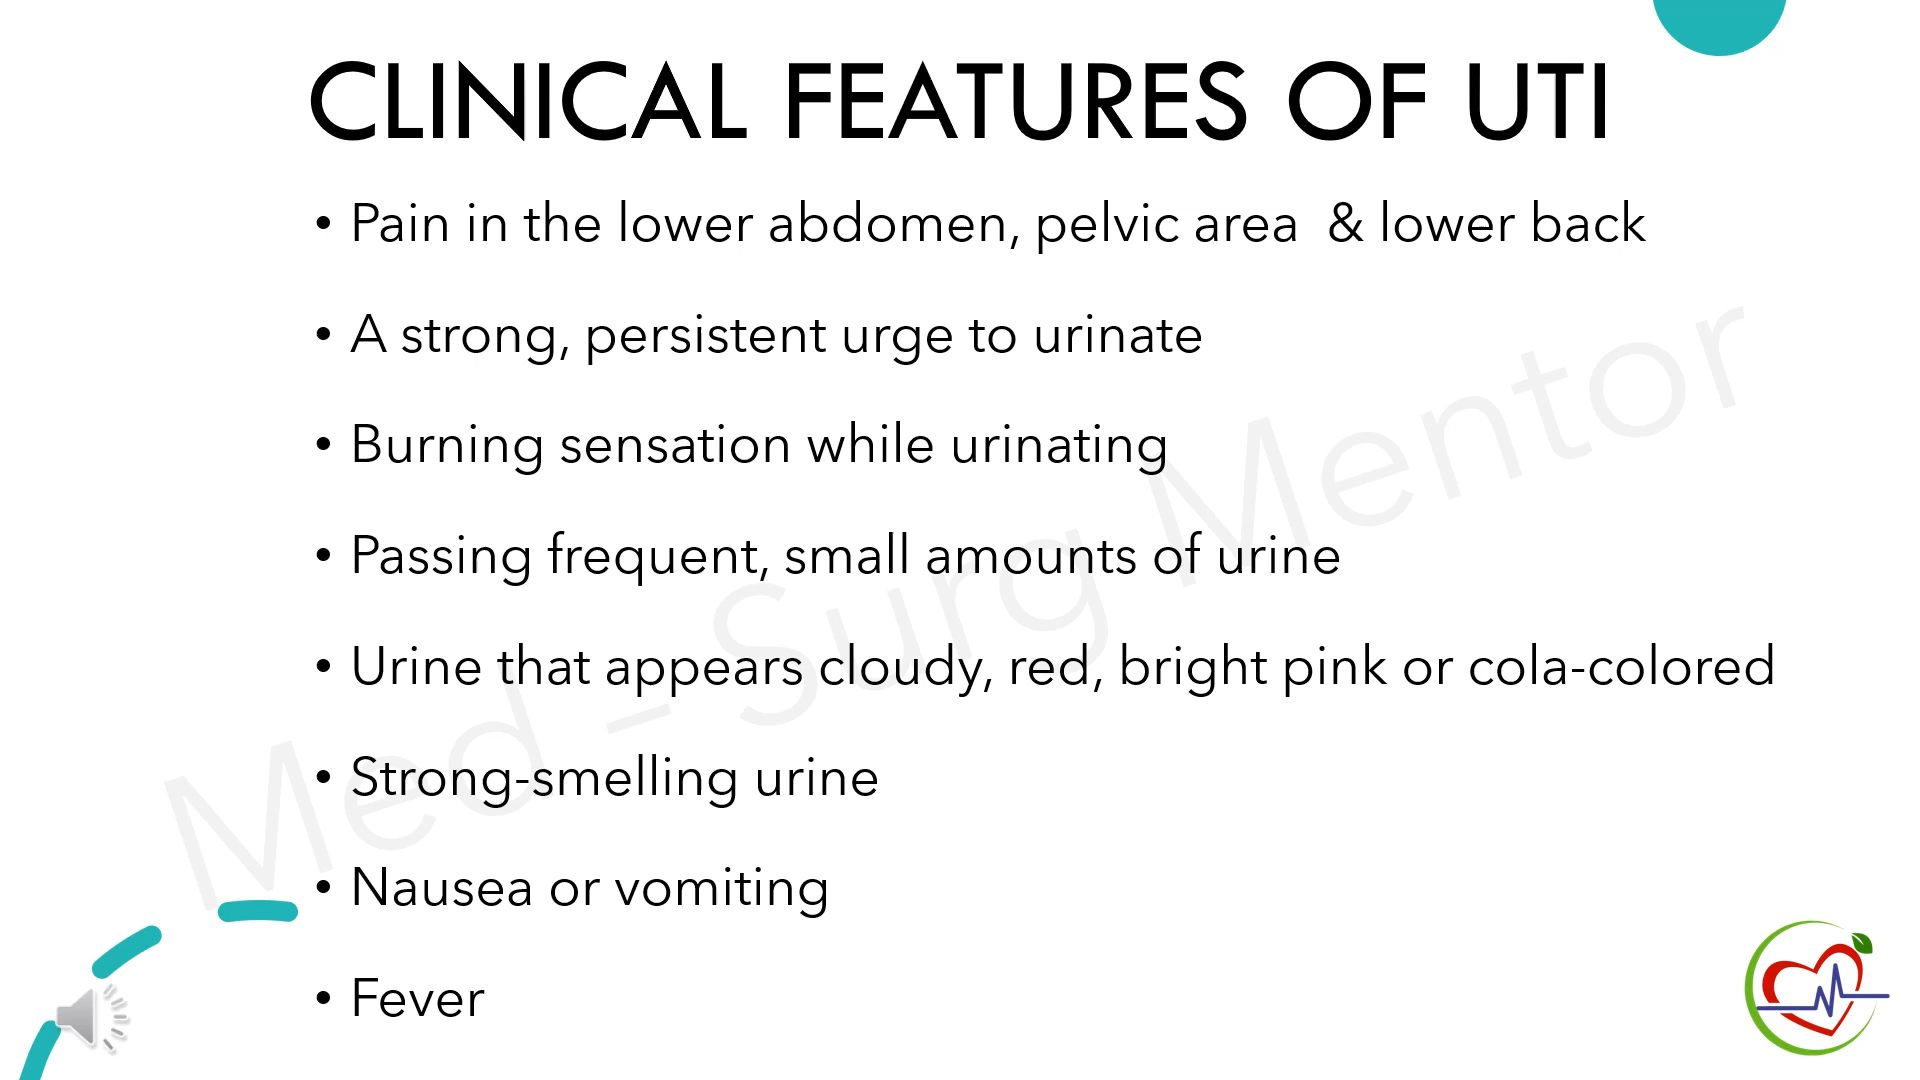 CLINICAL FEATURES OF UTI
• Pain in the lower abdomen, pelvic area & lower back
• A strong, persistent urge to urinate
• Burning sensation while urinating
• Passing frequent, small amounts of urine
• Urine that appears cloudy, red, bright pink or cola-colored
• Strong-smelling urine
• Nausea or vomiting
• Fever
Med – Surg Mentor